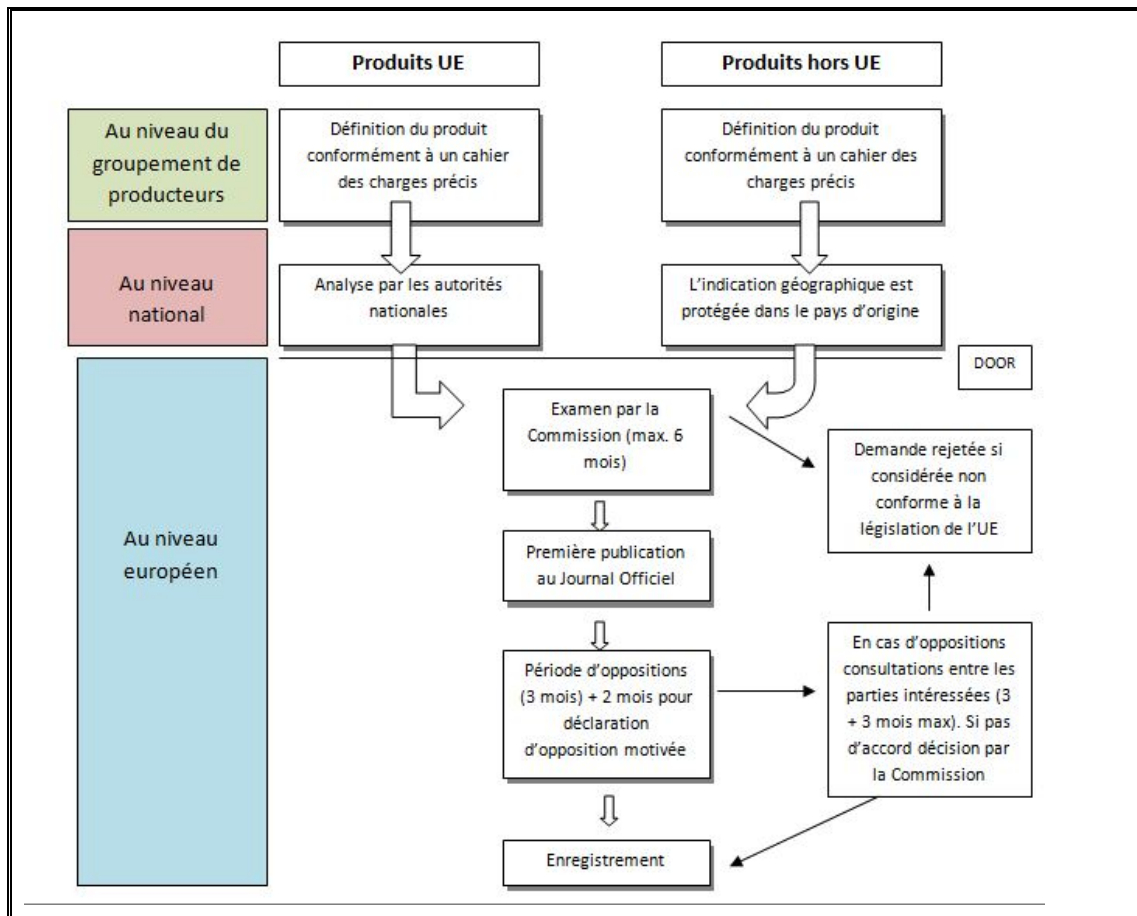 Produits UE
Produits hors UE
Au niveau du
groupement de
producteurs
Définition du produit
conformément à un cahier
des charges précis
Définition du produit
conformément à un cahier des
charges précis
Au niveau
national
Analyse par les autorités
nationales
L'indication géographique est
protégée dans le pays d'origine
DOOR
Au niveau
européen
Examen par la
Commission (max. 6
mois)
Demande rejetée si
considérée non
conforme à la
législation de l'UE
Première publication
au Journal Officiel
Période d'oppositions
(3 mois) + 2 mois pour
déclaration
d'opposition motivée
En cas d'oppositions
consultations entre les
parties intéressées (3
+ 3 mois max). Si pas
d'accord décision par
la Commission
Enregistrement